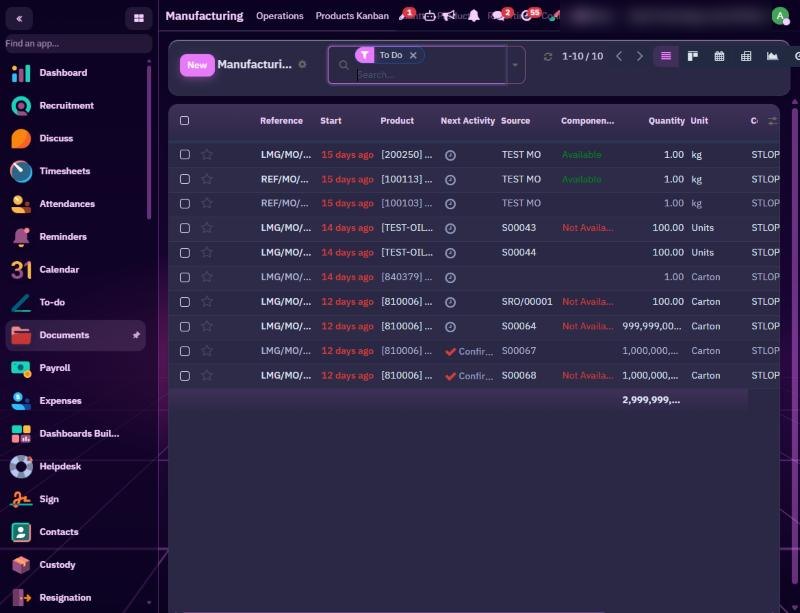 Manufacturing Operations Products Kanban
1 2 55 A
Find an app...
Dashboard
Recruitment
Discuss
Timesheets
Attendances
Reminders
31 Calendar
To-do
Documents
Payroll
Expenses
Dashboards Buil...
Helpdesk
Sign
Contacts
Custody
Resignation
New Manufacturi... To Do
Search...
1-10 / 10
Reference Start Product Next Activity Source Componen... Quantity Unit
LMG/MO/... 15 days ago [200250] ... TEST MO Available 1.00 kg STLOP
REF/MO/... 15 days ago [100113] ... TEST MO Available 1.00 kg STLOP
REF/MO/... 15 days ago [100103] ... TEST MO 1.00 kg STLOP
LMG/MO/... 14 days ago [TEST-OIL... S00043 Not Availa... 100.00 Units STLOP
LMG/MO/... 14 days ago [TEST-OIL... S00044 100.00 Units STLOP
LMG/MO/... 14 days ago [840379] ... 1.00 Carton STLOP
LMG/MO/... 12 days ago [810006] ... SRO/00001 Not Availa... 100.00 Carton STLOP
LMG/MO/... 12 days ago [810006] ... S00064 Not Availa... 999,999,00... Carton STLOP
LMG/MO/... 12 days ago [810006] ... Confir... S00067 1,000,000,... Carton STLOP
LMG/MO/... 12 days ago [810006] ... Confir... S00068 Not Availa... 1,000,000,... Carton STLOP
2,999,999,...